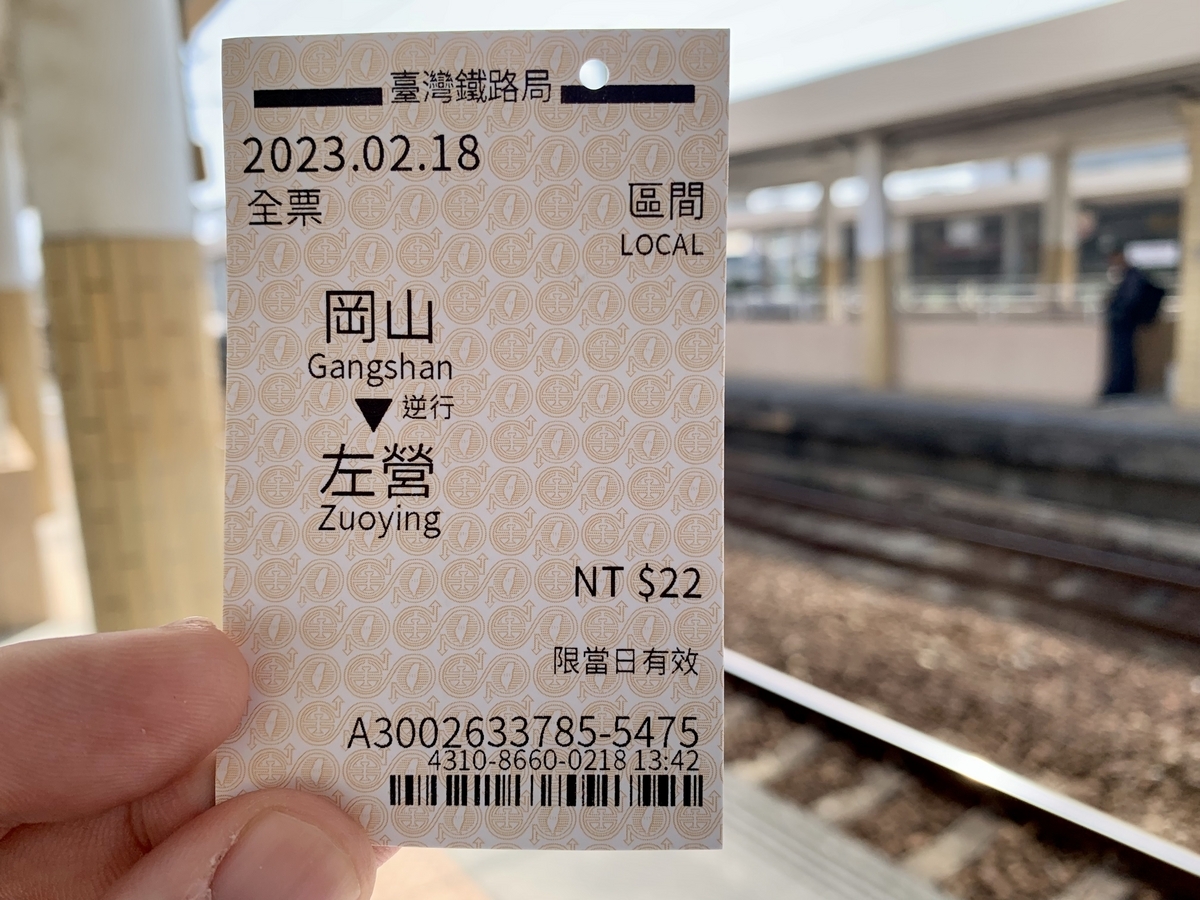 臺灣鐵路局
2023.02.18
全票
區間
LOCAL
岡山
Gangshan
逆行
左營
Zuoying
NT $22
限當日有效
A3002633785-5475
4310-8660-0218 13:42